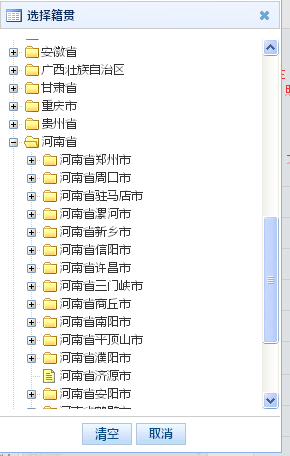 选择籍贯
安徽省
广西壮族自治区
甘肃省
重庆市
贵州省
河南省
河南省郑州市
河南省周口市
河南省驻马店市
河南省漯河市
河南省新乡市
河南省信阳市
河南省许昌市
河南省三门峡市
河南省商丘市
河南省南阳市
河南省平顶山市
河南省濮阳市
河南省济源市
河南省安阳市
清空 取消